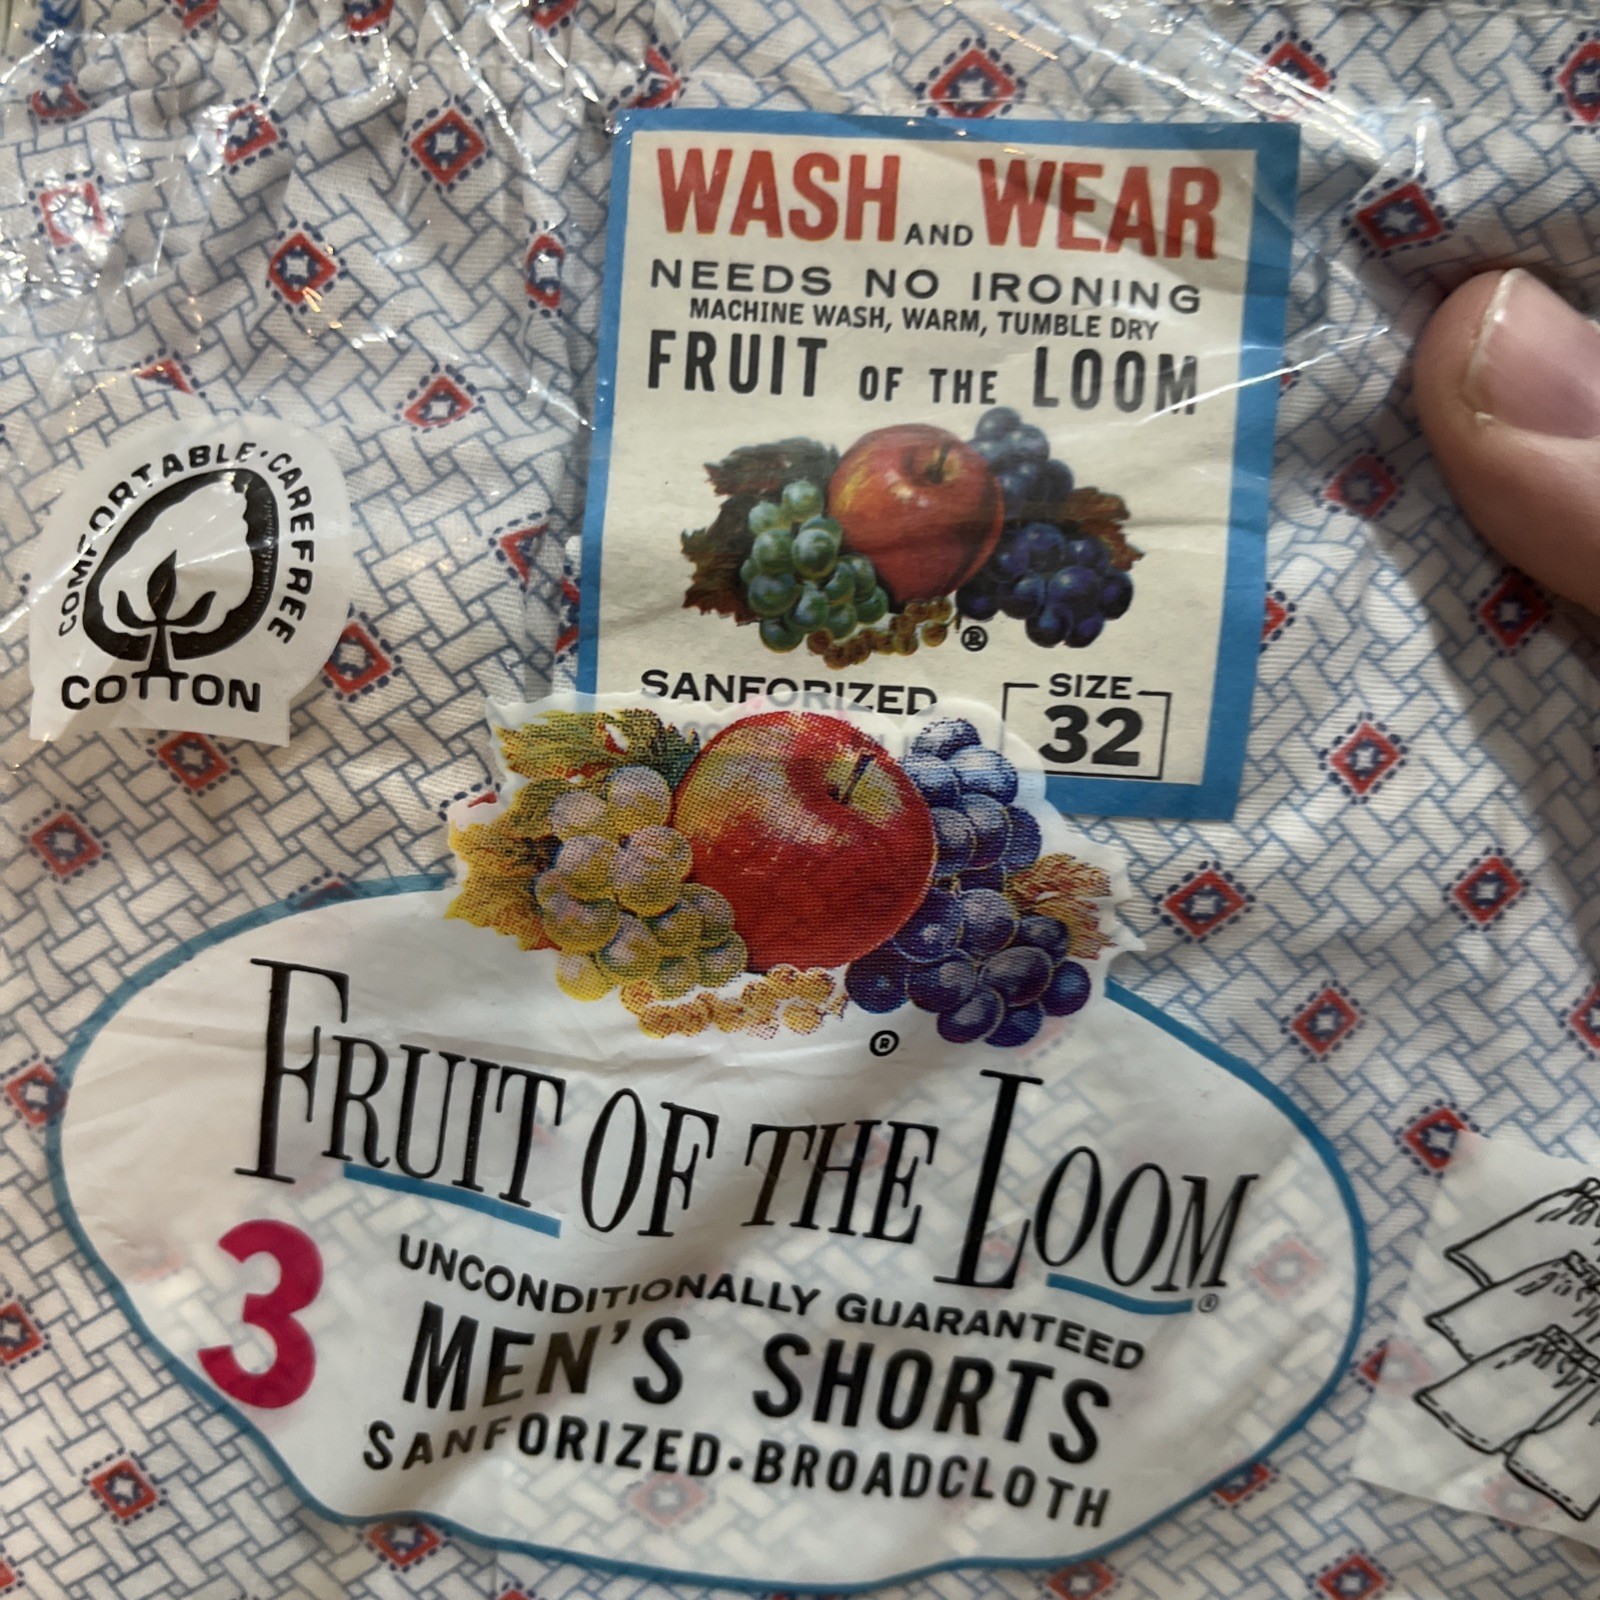 WASH AND WEAR
NEEDS NO IRONING
MACHINE WASH, WARM, TUMBLE DRY
FRUIT OF THE LOOM
®
SANFORIZED
SIZE
32
COMFORTABLE·CAREFREE
COTTON
®
FRUIT OF THE LOOM®
3
UNCONDITIONALLY GUARANTEED
MEN'S SHORTS
SANFORIZED·BROADCLOTH